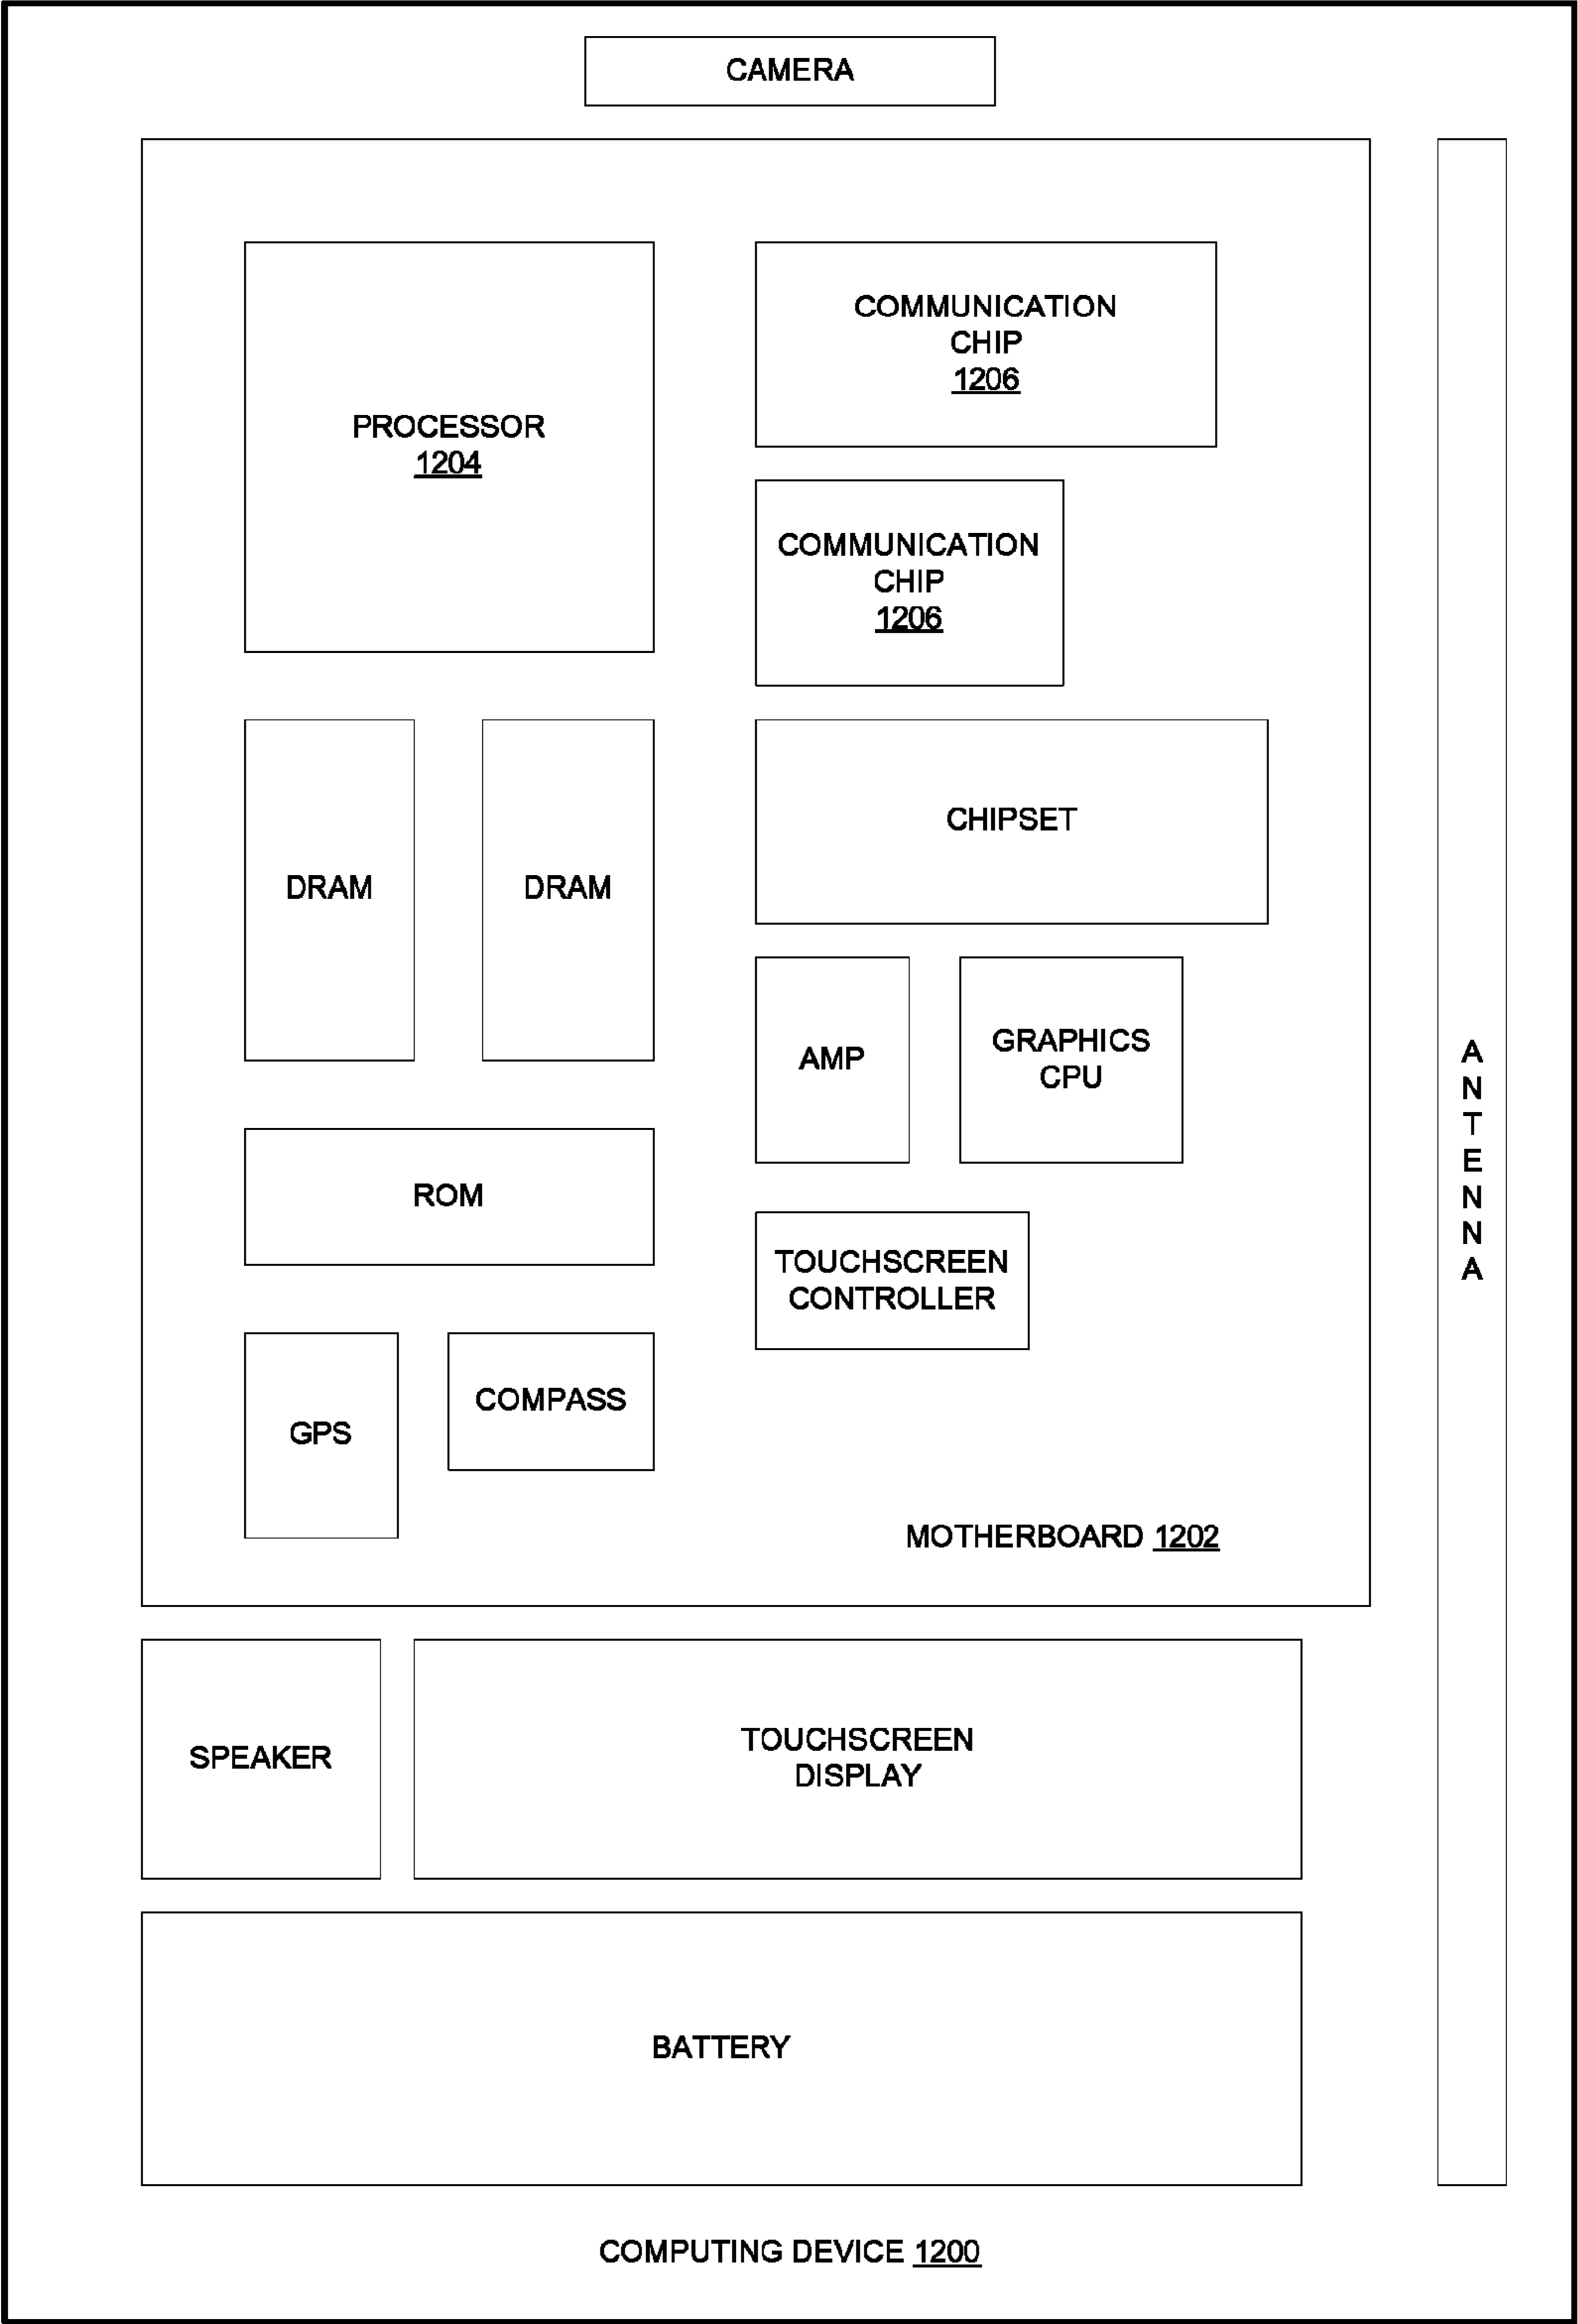 CAMERA
PROCESSOR
1204
COMMUNICATION
CHIP
1206
COMMUNICATION
CHIP
1206
DRAM
DRAM
CHIPSET
AMP
GRAPHICS
CPU
ROM
TOUCHSCREEN
CONTROLLER
GPS
COMPASS
MOTHERBOARD 1202
ANTENNA
SPEAKER
TOUCHSCREEN
DISPLAY
BATTERY
COMPUTING DEVICE 1200